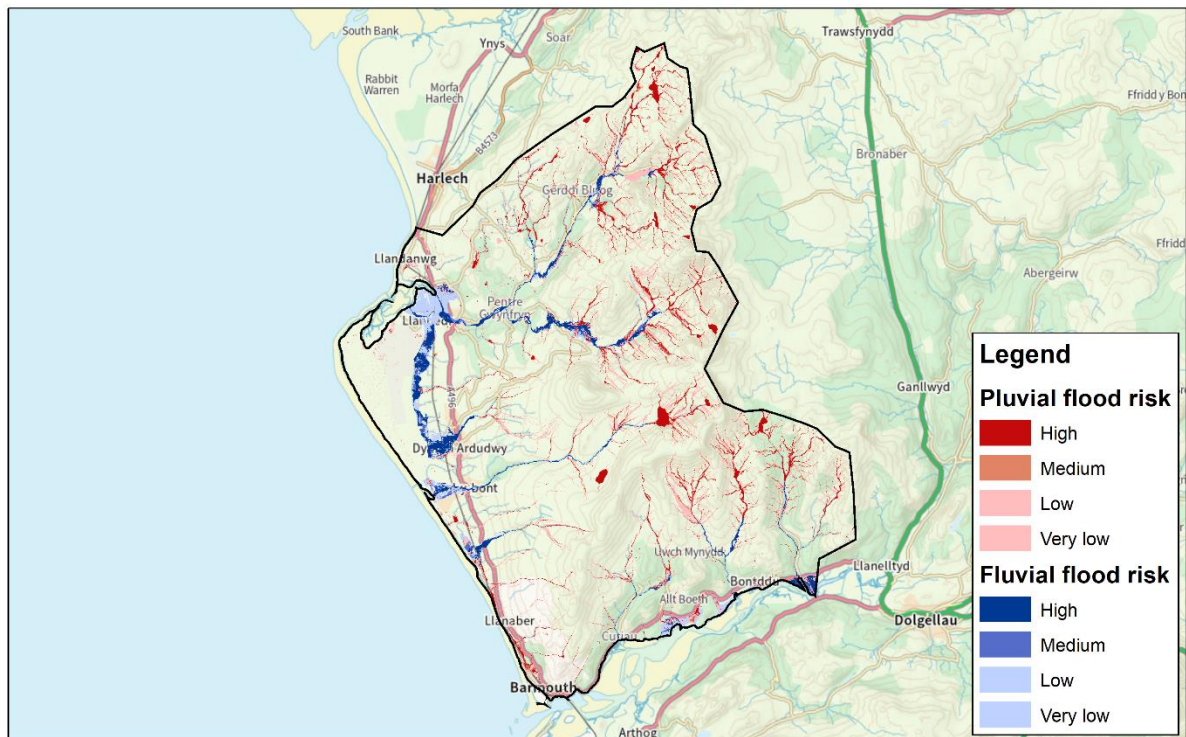 South Bank
Ynys
Soar
Trawsfynydd
Rabbit
Warren
Morfa
Harlech
B4573
Ffridd y Bon
Bronaber
Harlech
Gerddi Bluog
Ffridd
Llandanwg
Abergeirw
Pentre
Gwynfryn
A496
Ganllwyd
Ardudwy
Uwch Mynydd
Bontddu
Llanelltyd
Allt Boeth
Llanaber
Cutiau
Dolgellau
Barmouth
Arthog
Legend
Pluvial flood risk
High
Medium
Low
Very low
Fluvial flood risk
High
Medium
Low
Very low